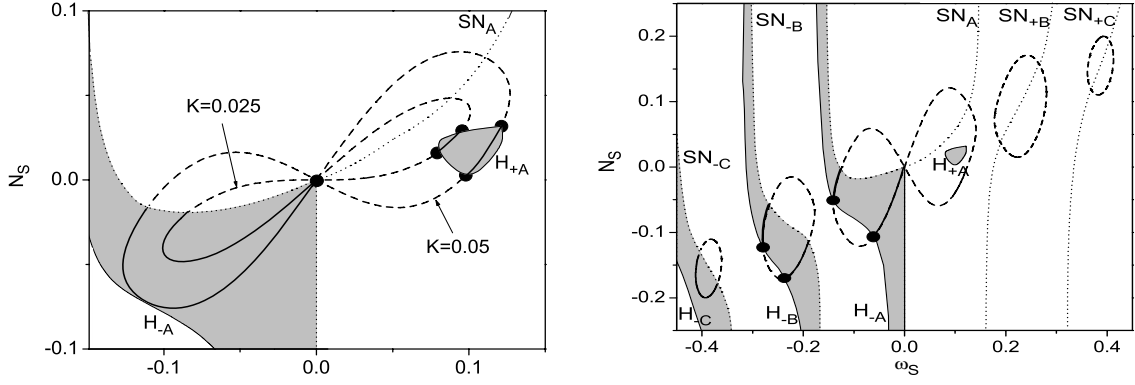 0.1
0.0
-0.1
N_S
-0.1
0.0
0.1
SN_A
K=0.025
H_+A
K=0.05
H_-A
0.2
0.1
0.0
-0.1
-0.2
N_S
-0.4
-0.2
0.0
0.2
0.4
ω_S
SN_-B
SN_A
SN_+B
SN_+C
SN_-C
H_+A
H_-C
H_-B
H_-A